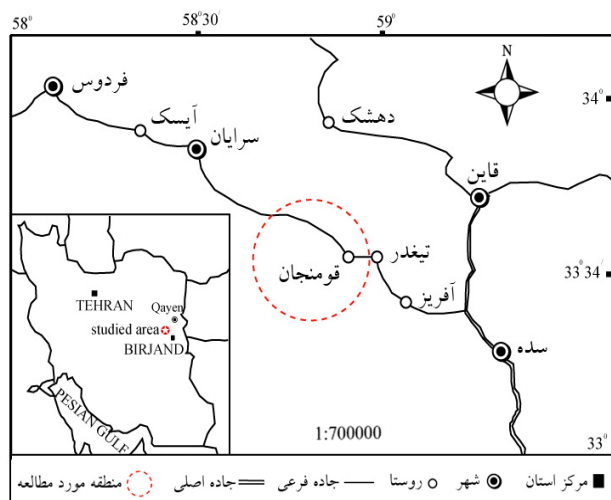 58°
58°30′
59°
N
34°
فردوس
آیسک
سرایان
دهشک
قاین
تیغدر
قومنجان
33°34′
آفریز
سده
TEHRAN
Qayen
studied area
BIRJAND
PESIAN GULF
1:700000
33°
مرکز استان شهر روستا جاده فرعی جاده اصلی منطقه مورد مطالعه